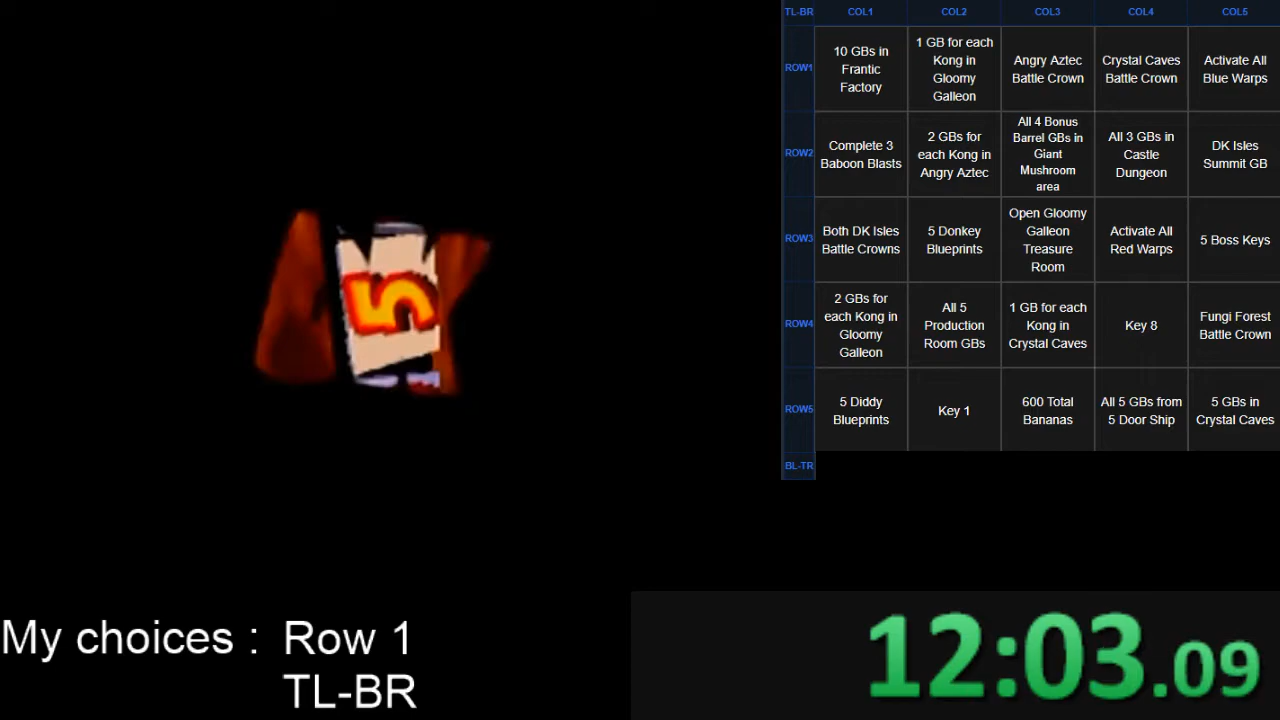 TL-BR COL1 COL2 COL3 COL4 COL5
ROW1
10 GBs in
Frantic
Factory
1 GB for each
Kong in
Gloomy
Galleon
Angry Aztec
Battle Crown
Crystal Caves
Battle Crown
Activate All
Blue Warps
ROW2
Complete 3
Baboon Blasts
2 GBs for
each Kong in
Angry Aztec
All 4 Bonus
Barrel GBs in
Giant
Mushroom
area
All 3 GBs in
Castle
Dungeon
DK Isles
Summit GB
ROW3
Both DK Isles
Battle Crowns
5 Donkey
Blueprints
Open Gloomy
Galleon
Treasure
Room
Activate All
Red Warps
5 Boss Keys
ROW4
2 GBs for
each Kong in
Gloomy
Galleon
All 5
Production
Room GBs
1 GB for each
Kong in
Crystal Caves
Key 8
Fungi Forest
Battle Crown
ROW5
5 Diddy
Blueprints
Key 1
600 Total
Bananas
All 5 GBs from
5 Door Ship
5 GBs in
Crystal Caves
BL-TR
5
My choices : Row 1
TL-BR
12:03.09